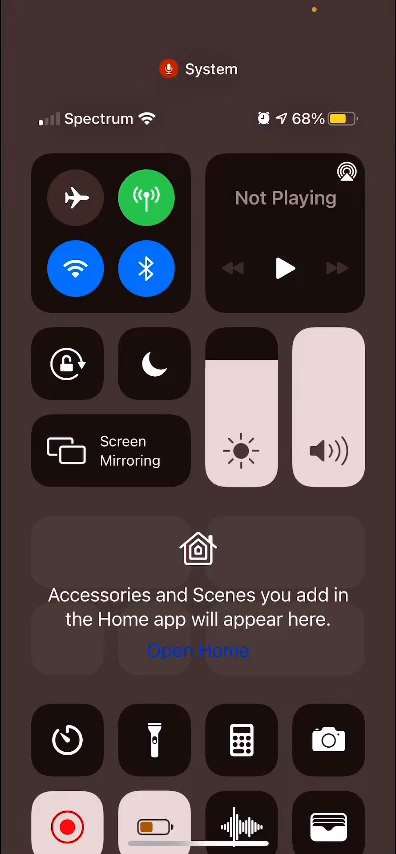 System
Spectrum
68%
Not Playing
Screen
Mirroring
Accessories and Scenes you add in
the Home app will appear here.
Open Home